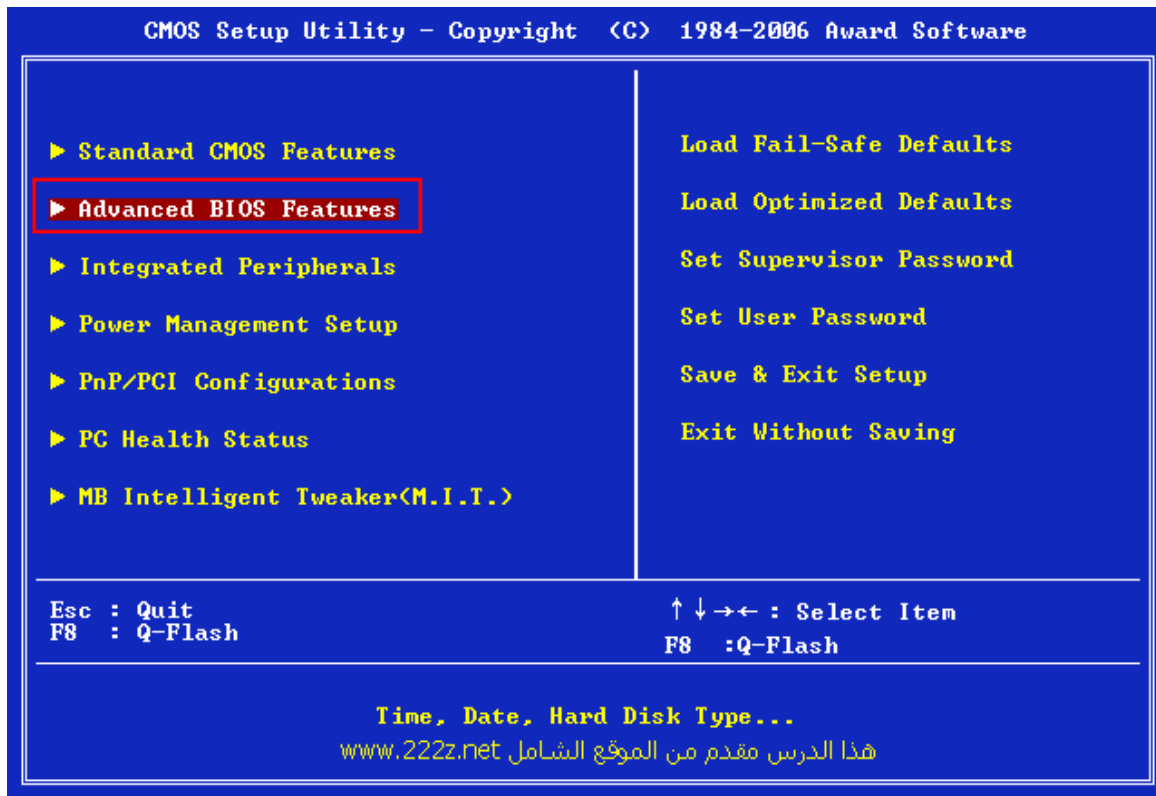 CMOS Setup Utility - Copyright (C) 1984-2006 Award Software
▶ Standard CMOS Features
▶ Advanced BIOS Features
▶ Integrated Peripherals
▶ Power Management Setup
▶ PnP/PCI Configurations
▶ PC Health Status
▶ MB Intelligent Tweaker(M.I.T.)
Load Fail-Safe Defaults
Load Optimized Defaults
Set Supervisor Password
Set User Password
Save & Exit Setup
Exit Without Saving
Esc : Quit
F8 : Q-Flash
↑↓→← : Select Item
F8 :Q-Flash
Time, Date, Hard Disk Type...
هذا الدرس مقدم من الموقع الشامل www.222z.net